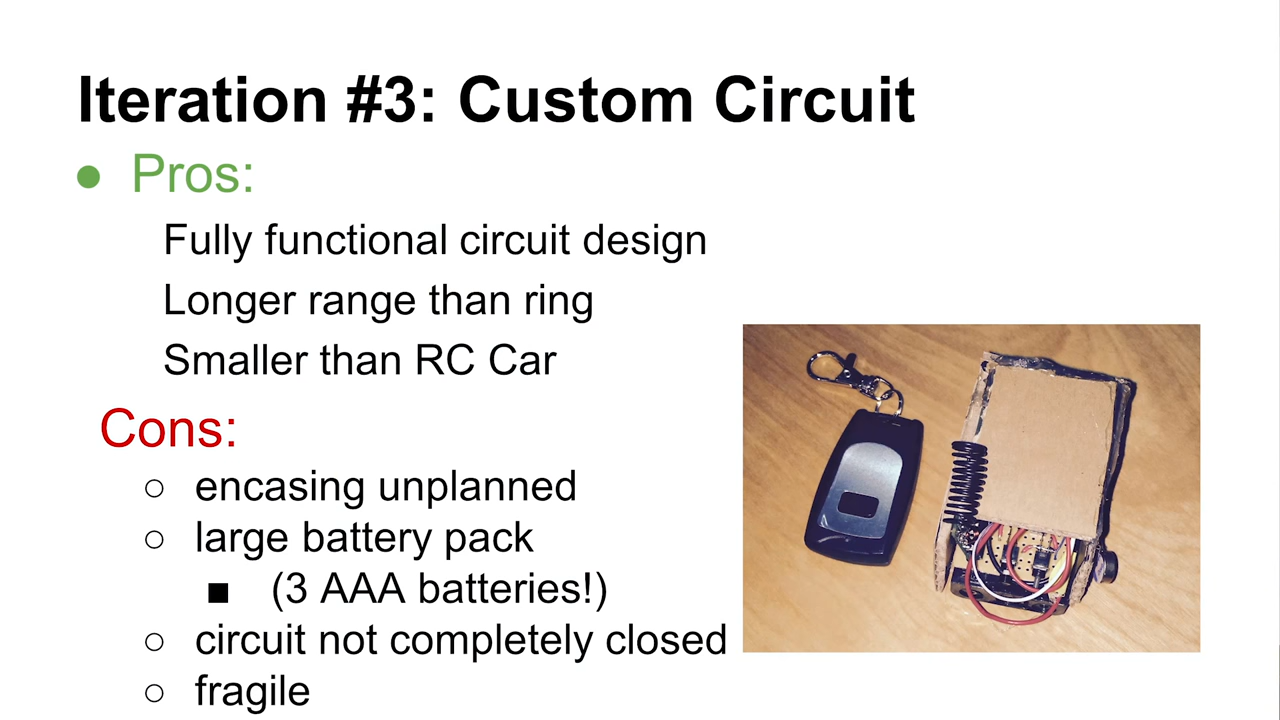 Iteration #3: Custom Circuit
● Pros:
Fully functional circuit design
Longer range than ring
Smaller than RC Car
Cons:
○ encasing unplanned
○ large battery pack
■ (3 AAA batteries!)
○ circuit not completely closed
○ fragile